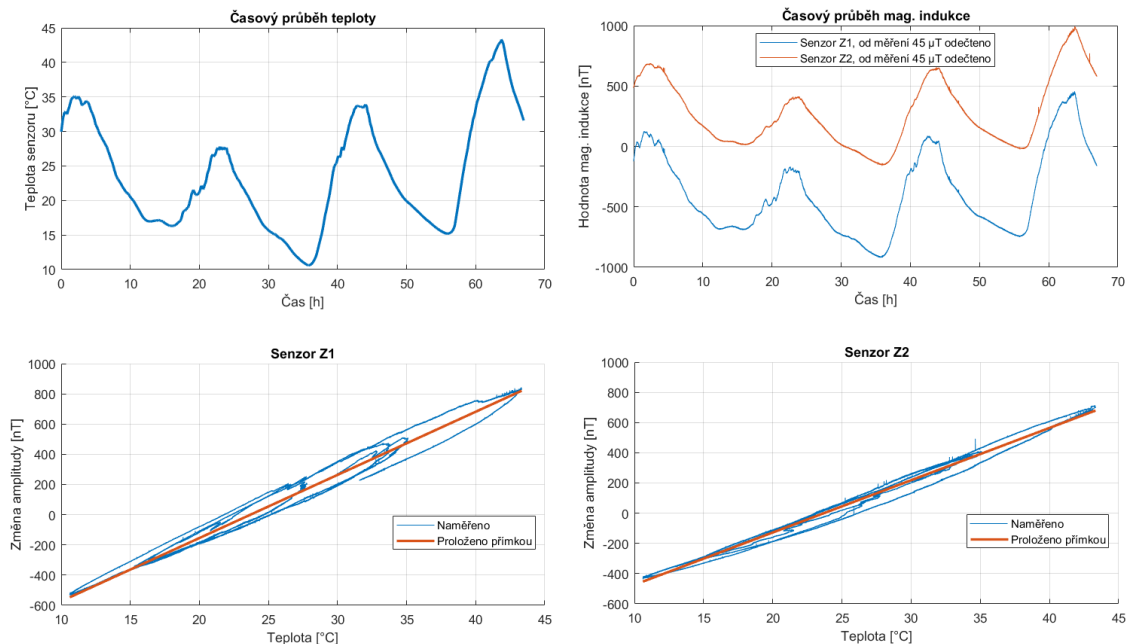 Časový průběh teploty
45
40
35
30
25
20
15
10
Teplota senzoru [°C]
0 10 20 30 40 50 60 70
Čas [h]
Časový průběh mag. indukce
1000
500
0
-500
-1000
Hodnota mag. indukce [nT]
Senzor Z1, od měření 45 µT odečteno
Senzor Z2, od měření 45 µT odečteno
0 10 20 30 40 50 60 70
Čas [h]
Senzor Z1
1000
800
600
400
200
0
-200
-400
-600
Změna amplitudy [nT]
Naměřeno
Proloženo přímkou
10 15 20 25 30 35 40 45
Teplota [°C]
Senzor Z2
1000
800
600
400
200
0
-200
-400
-600
Změna amplitudy [nT]
Naměřeno
Proloženo přímkou
10 15 20 25 30 35 40 45
Teplota [°C]